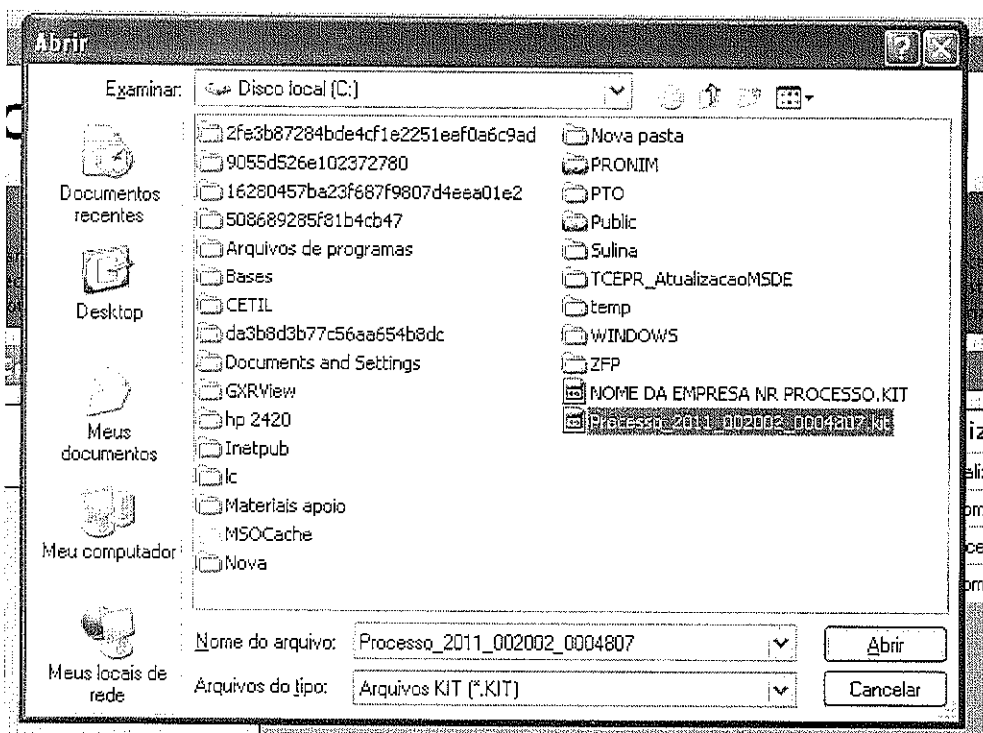 Abrir
Examinar:
Disco local (C:)
Documentos
recentes
Desktop
Meus
documentos
Meu computador
Meus locais de
rede
2fe3b87284bde4cf1e2251eef0a6c9ad
9055d526e102372780
16280457ba23f687f9807d4eea01e2
508689285f81b4cb47
Arquivos de programas
Bases
CETIL
da3b8d3b77c56aa654b8dc
Documents and Settings
GXRView
hp 2420
Inetpub
lc
Materiais apoio
MSOCache
Nova
Nova pasta
PRONIM
PTO
Public
Sulina
TCEPR_AtualizacaoMSDE
temp
WINDOWS
ZFP
NOME DA EMPRESA NR PROCESSO.KIT
Processo_2011_002002_0004807.kit
Nome do arquivo:
Processo_2011_002002_0004807
Abrir
Arquivos do tipo:
Arquivos KIT (*.KIT)
Cancelar